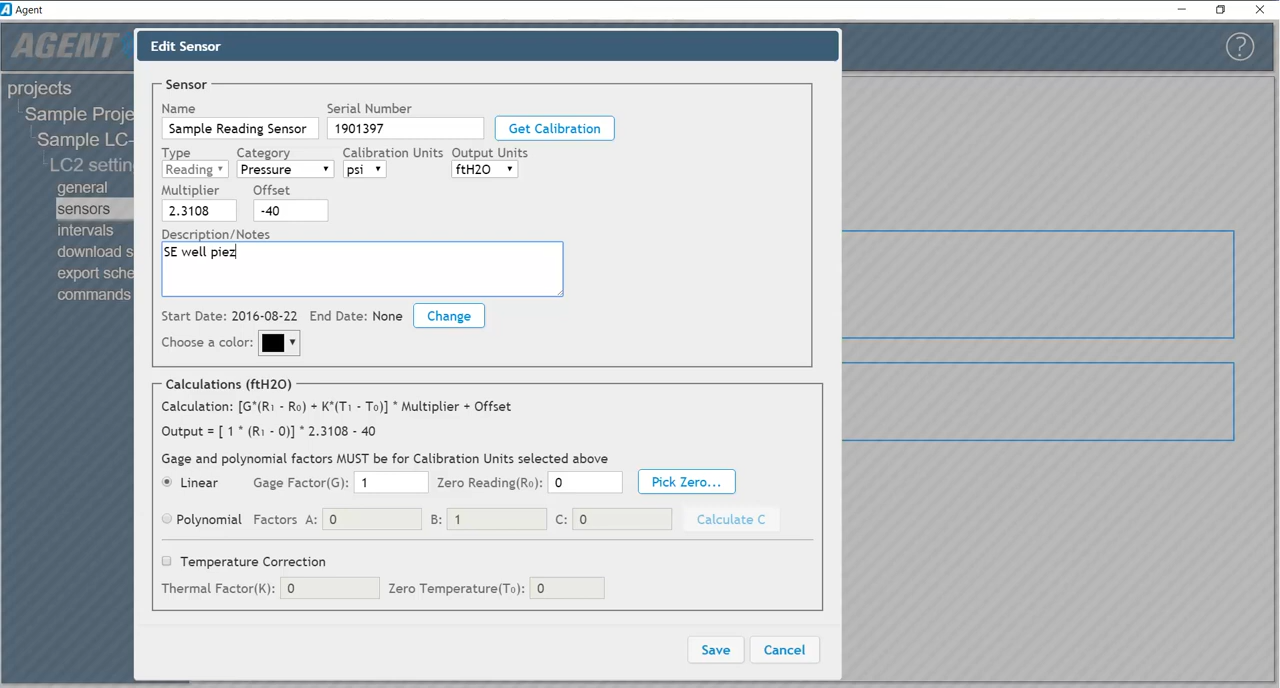 Agent
AGENT
projects
Sample Proje
Sample LC-
LC2 settin
general
sensors
intervals
download s
export sche
commands
Edit Sensor
Sensor
Name Serial Number
Sample Reading Sensor 1901397 Get Calibration
Type Category Calibration Units Output Units
Reading Pressure psi ftH2O
Multiplier Offset
2.3108 -40
Description/Notes
SE well piez
Start Date: 2016-08-22 End Date: None Change
Choose a color:
Calculations (ftH2O)
Calculation: [G*(R₁ - R₀) + K*(T₁ - T₀)] * Multiplier + Offset
Output = [ 1 * (R₁ - 0)] * 2.3108 - 40
Gage and polynomial factors MUST be for Calibration Units selected above
Linear Gage Factor(G): 1 Zero Reading(R₀): 0 Pick Zero...
Polynomial Factors A: 0 B: 1 C: 0 Calculate C
Temperature Correction
Thermal Factor(K): 0 Zero Temperature(T₀): 0
Save Cancel